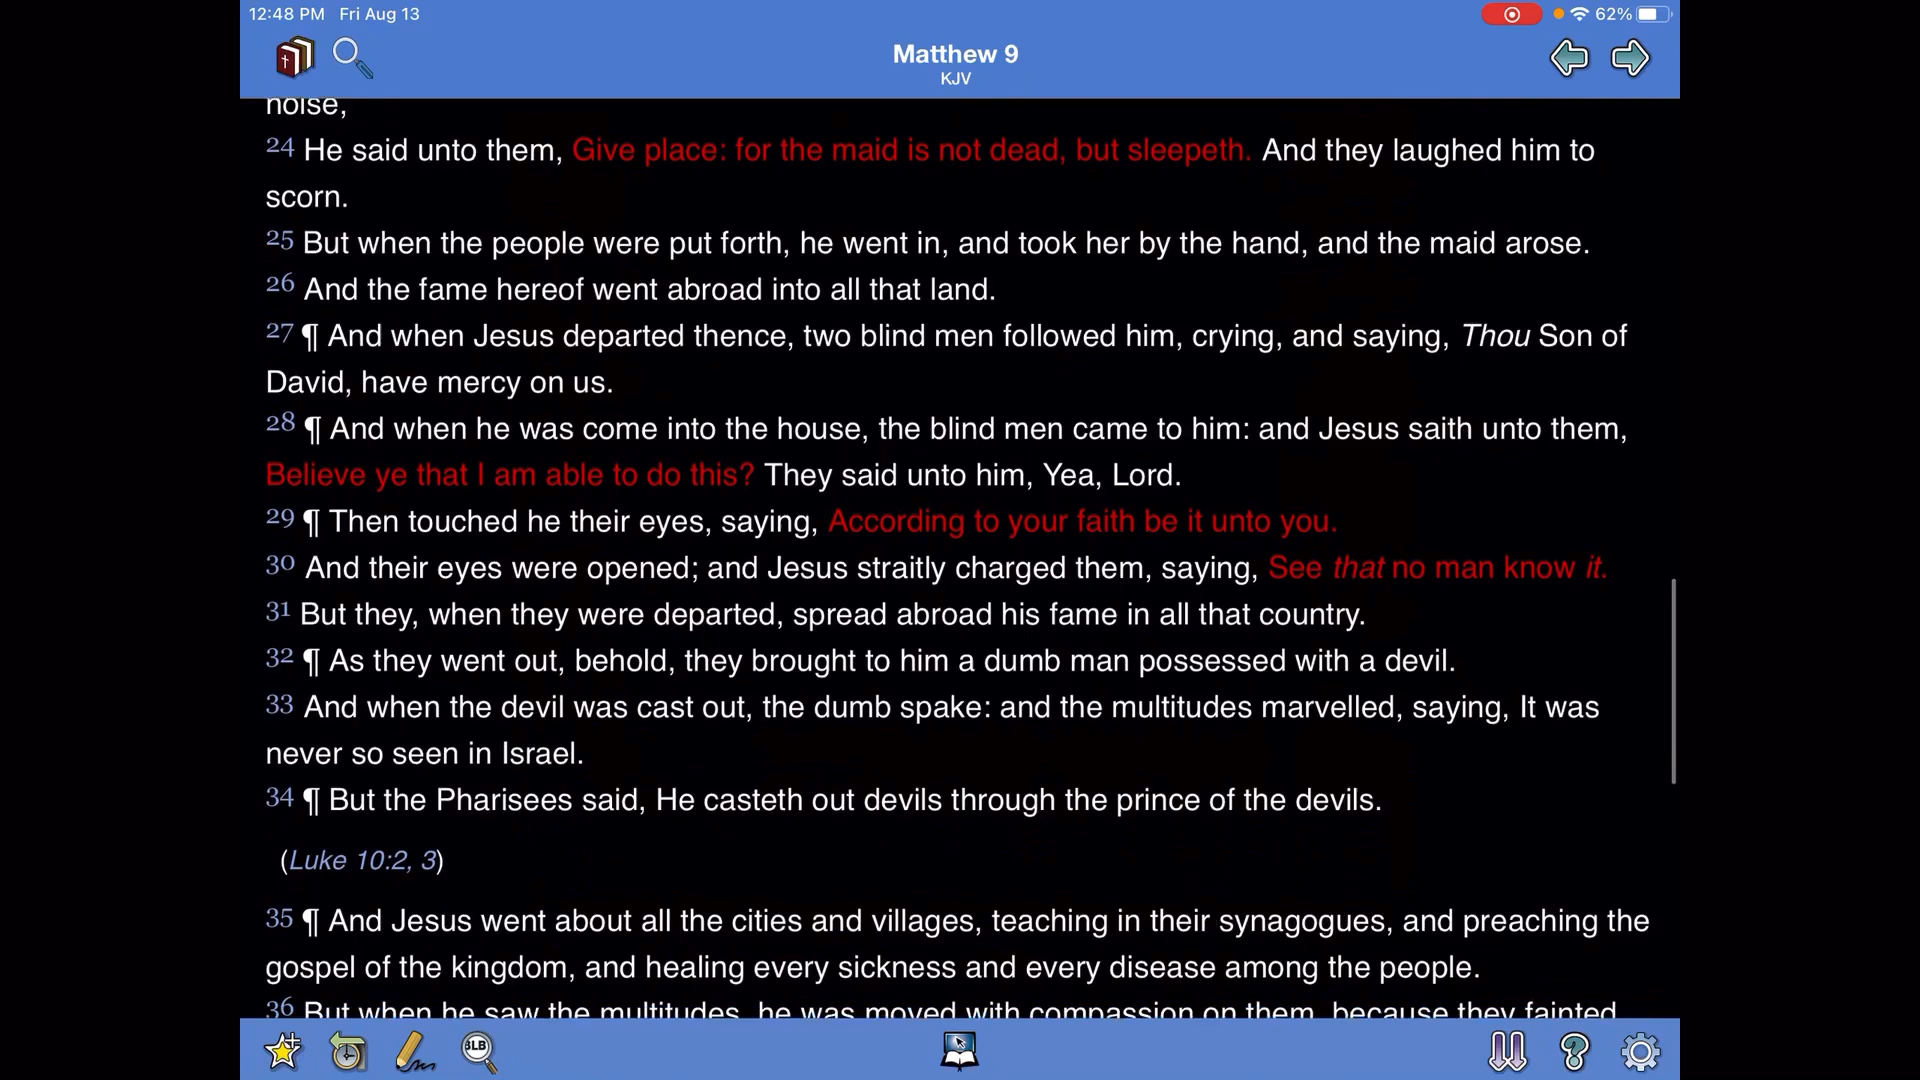 12:48 PM Fri Aug 13
62%
Matthew 9
KJV
noise,
24 He said unto them, Give place: for the maid is not dead, but sleepeth. And they laughed him to
scorn.
25 But when the people were put forth, he went in, and took her by the hand, and the maid arose.
26 And the fame hereof went abroad into all that land.
27 ¶ And when Jesus departed thence, two blind men followed him, crying, and saying, Thou Son of
David, have mercy on us.
28 ¶ And when he was come into the house, the blind men came to him: and Jesus saith unto them,
Believe ye that I am able to do this? They said unto him, Yea, Lord.
29 ¶ Then touched he their eyes, saying, According to your faith be it unto you.
30 And their eyes were opened; and Jesus straitly charged them, saying, See that no man know it.
31 But they, when they were departed, spread abroad his fame in all that country.
32 ¶ As they went out, behold, they brought to him a dumb man possessed with a devil.
33 And when the devil was cast out, the dumb spake: and the multitudes marvelled, saying, It was
never so seen in Israel.
34 ¶ But the Pharisees said, He casteth out devils through the prince of the devils.
(Luke 10:2, 3)
35 ¶ And Jesus went about all the cities and villages, teaching in their synagogues, and preaching the
gospel of the kingdom, and healing every sickness and every disease among the people.
36 But when he saw the multitudes, he was moved with compassion on them, because they fainted,
BLB